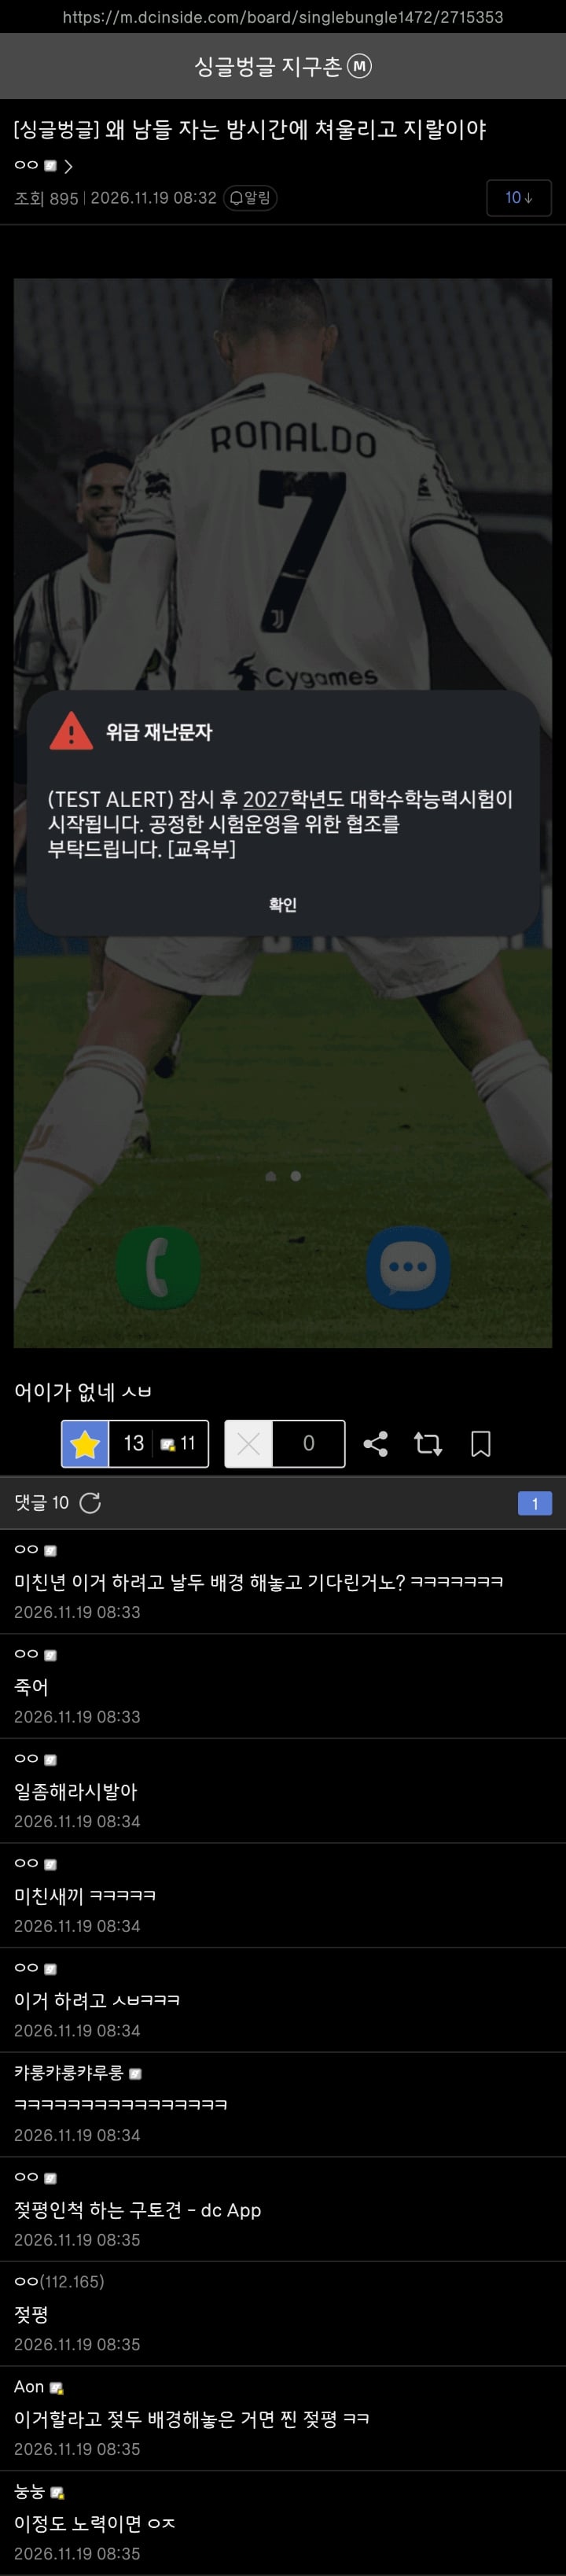 https://m.dcinside.com/board/singlebungle1472/2715353
싱글벙글 지구촌Ⓜ
[싱글벙글] 왜 남들 자는 밤시간에 쳐울리고 지랄이야
ㅇㅇ
조회 895 | 2026.11.19 08:32 알림
10↓
RONALDO
7
Cygames
위급 재난문자
(TEST ALERT) 잠시 후 2027학년도 대학수학능력시험이
시작됩니다. 공정한 시험운영을 위한 협조를
부탁드립니다. [교육부]
확인
어이가 없네 ㅅㅂ
13 11 0
댓글 10 1
ㅇㅇ
미친년 이거 하려고 날두 배경 해놓고 기다린거노? ㅋㅋㅋㅋㅋㅋㅋ
2026.11.19 08:33
ㅇㅇ
죽어
2026.11.19 08:33
ㅇㅇ
일좀해라시발아
2026.11.19 08:34
ㅇㅇ
미친새끼 ㅋㅋㅋㅋㅋ
2026.11.19 08:34
ㅇㅇ
이거 하려고 ㅅㅂㅋㅋㅋ
2026.11.19 08:34
캬룽캬룽캬루룽
ㅋㅋㅋㅋㅋㅋㅋㅋㅋㅋㅋㅋㅋㅋㅋㅋ
2026.11.19 08:34
ㅇㅇ
젖평인척 하는 구토견 - dc App
2026.11.19 08:35
ㅇㅇ(112.165)
젖평
2026.11.19 08:35
Aon
이거할라고 젖두 배경해놓은 거면 찐 젖평 ㅋㅋ
2026.11.19 08:35
눙눙
이정도 노력이면 ㅇㅈ
2026.11.19 08:35